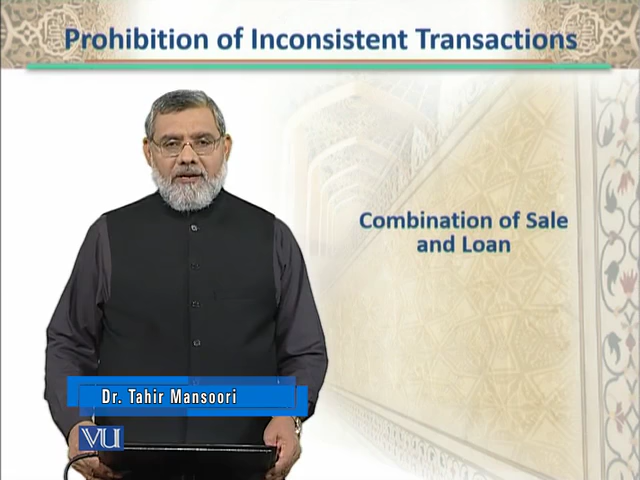 Prohibition of Inconsistent Transactions
Combination of Sale
and Loan
Dr. Tahir Mansoori
VU